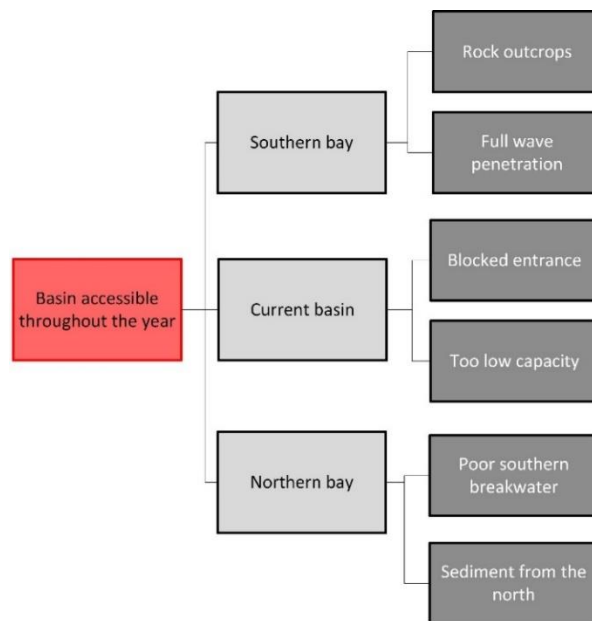 Rock outcrops
Southern bay
Full wave
penetration
Blocked entrance
Basin accessible
throughout the year
Current basin
Too low capacity
Poor southern
breakwater
Northern bay
Sediment from the
north